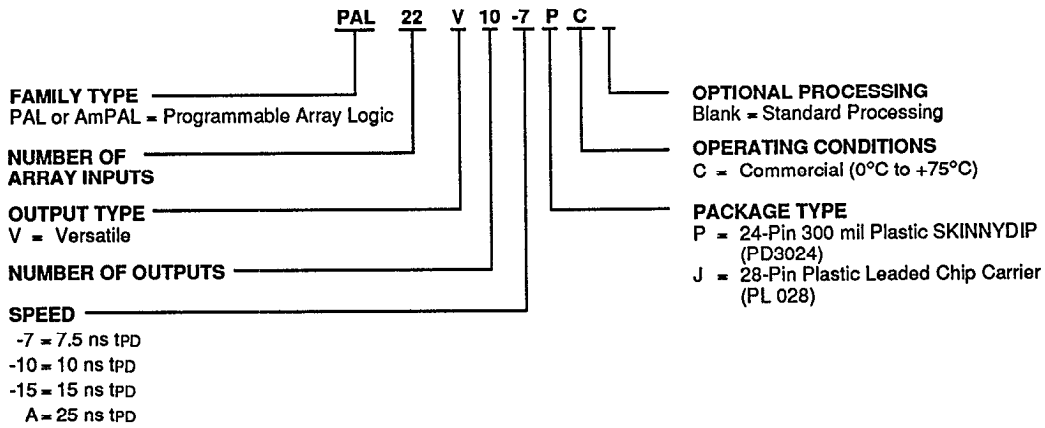 PAL 22 V 10 -7 P C
FAMILY TYPE
PAL or AmPAL = Programmable Array Logic
NUMBER OF
ARRAY INPUTS
OUTPUT TYPE
V = Versatile
NUMBER OF OUTPUTS
SPEED
-7 = 7.5 ns tPD
-10 = 10 ns tPD
-15 = 15 ns tPD
A = 25 ns tPD
OPTIONAL PROCESSING
Blank = Standard Processing
OPERATING CONDITIONS
C = Commercial (0°C to +75°C)
PACKAGE TYPE
P = 24-Pin 300 mil Plastic SKINNYDIP
(PD3024)
J = 28-Pin Plastic Leaded Chip Carrier
(PL 028)